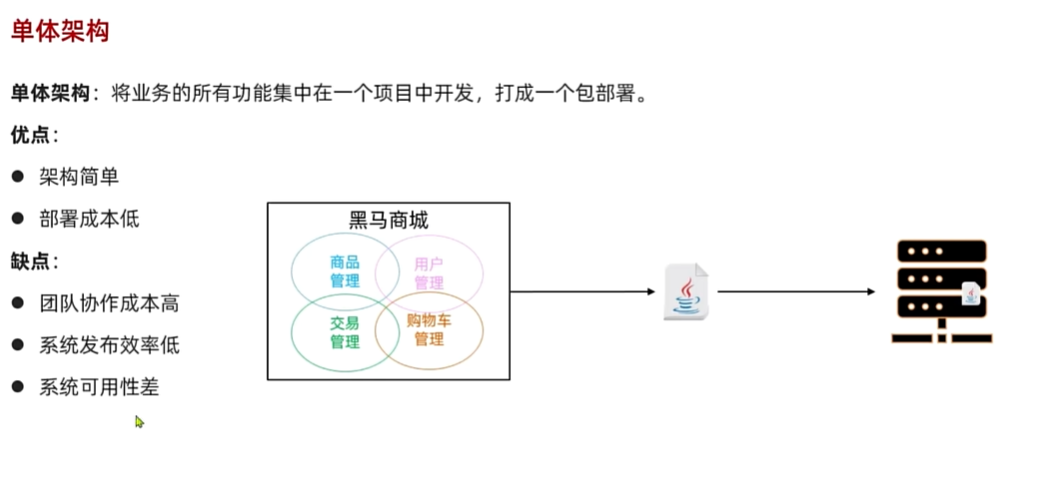 单体架构
单体架构：将业务的所有功能集中在一个项目中开发，打成一个包部署。
优点：
● 架构简单
● 部署成本低
缺点：
● 团队协作成本高
● 系统发布效率低
● 系统可用性差
黑马商城
商品
管理
用户
管理
交易
管理
购物车
管理